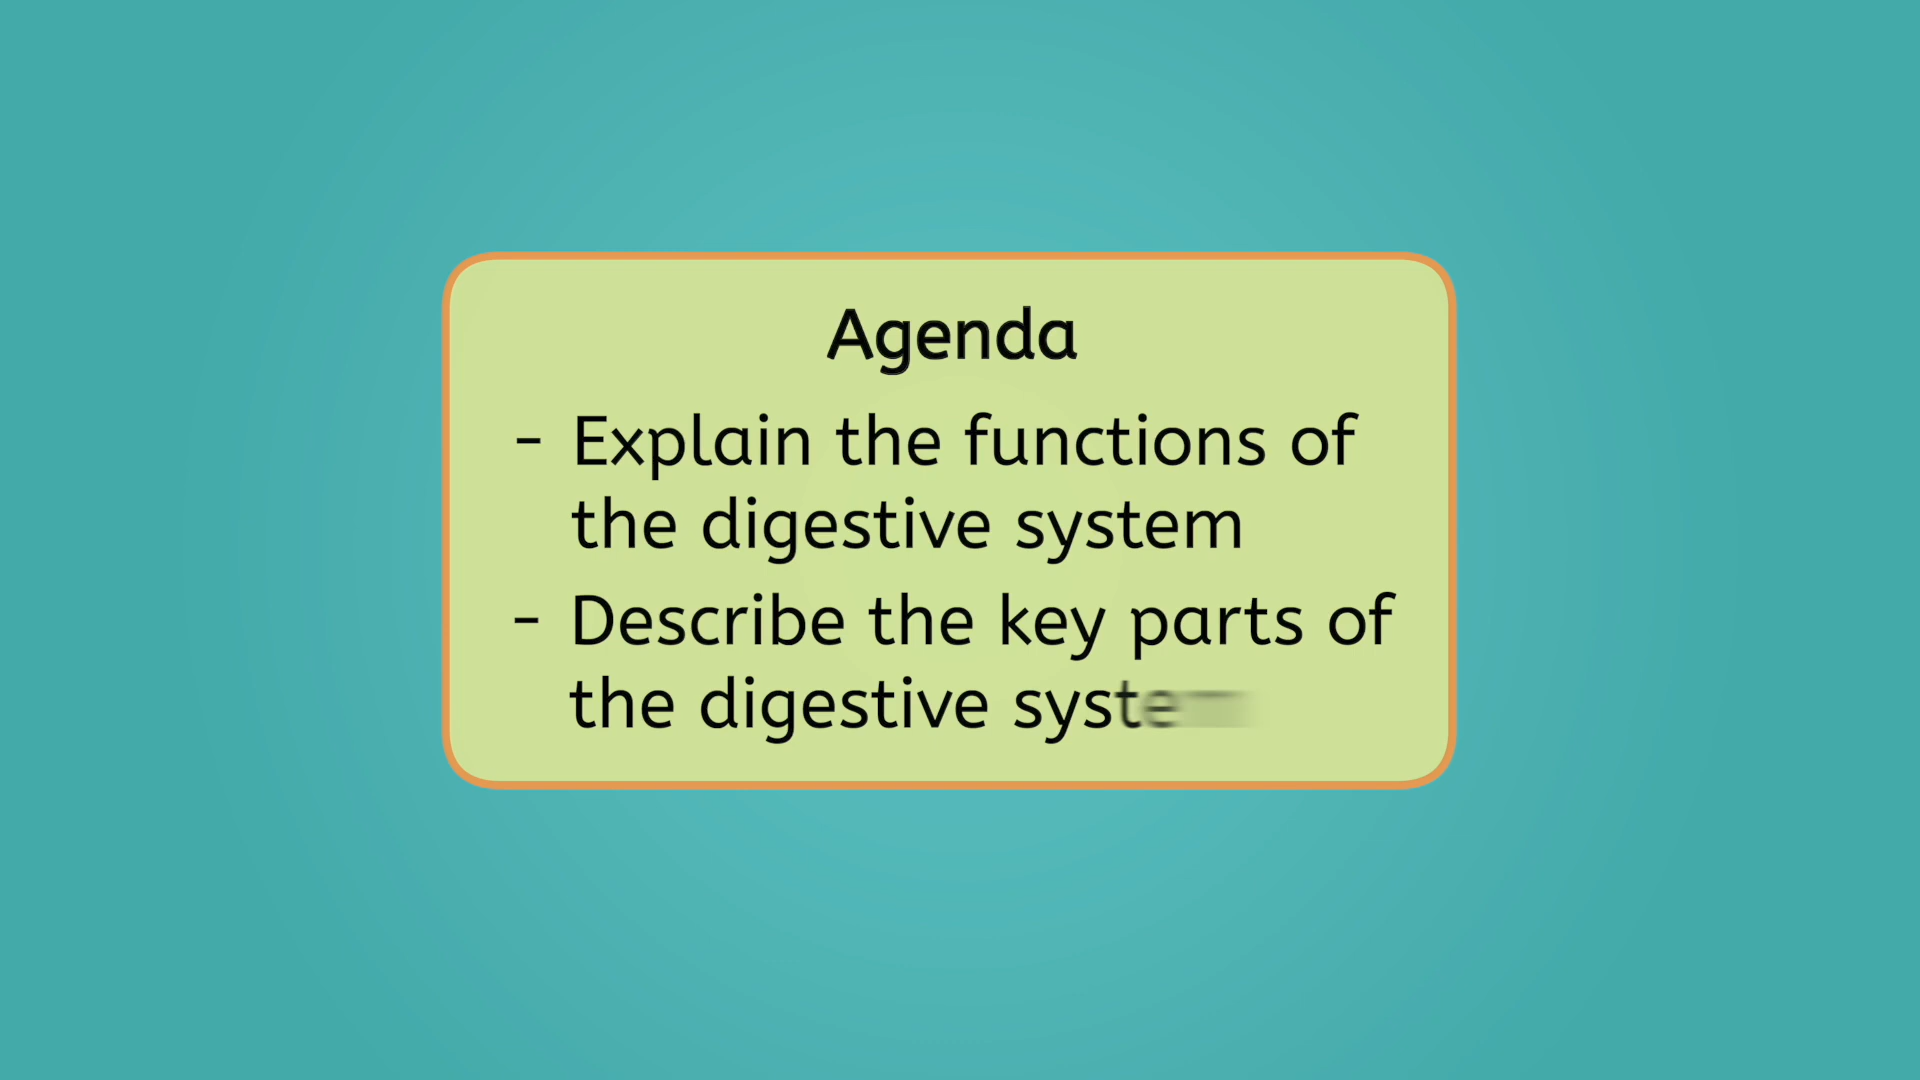 Agenda
- Explain the functions of
the digestive system
- Describe the key parts of
the digestive